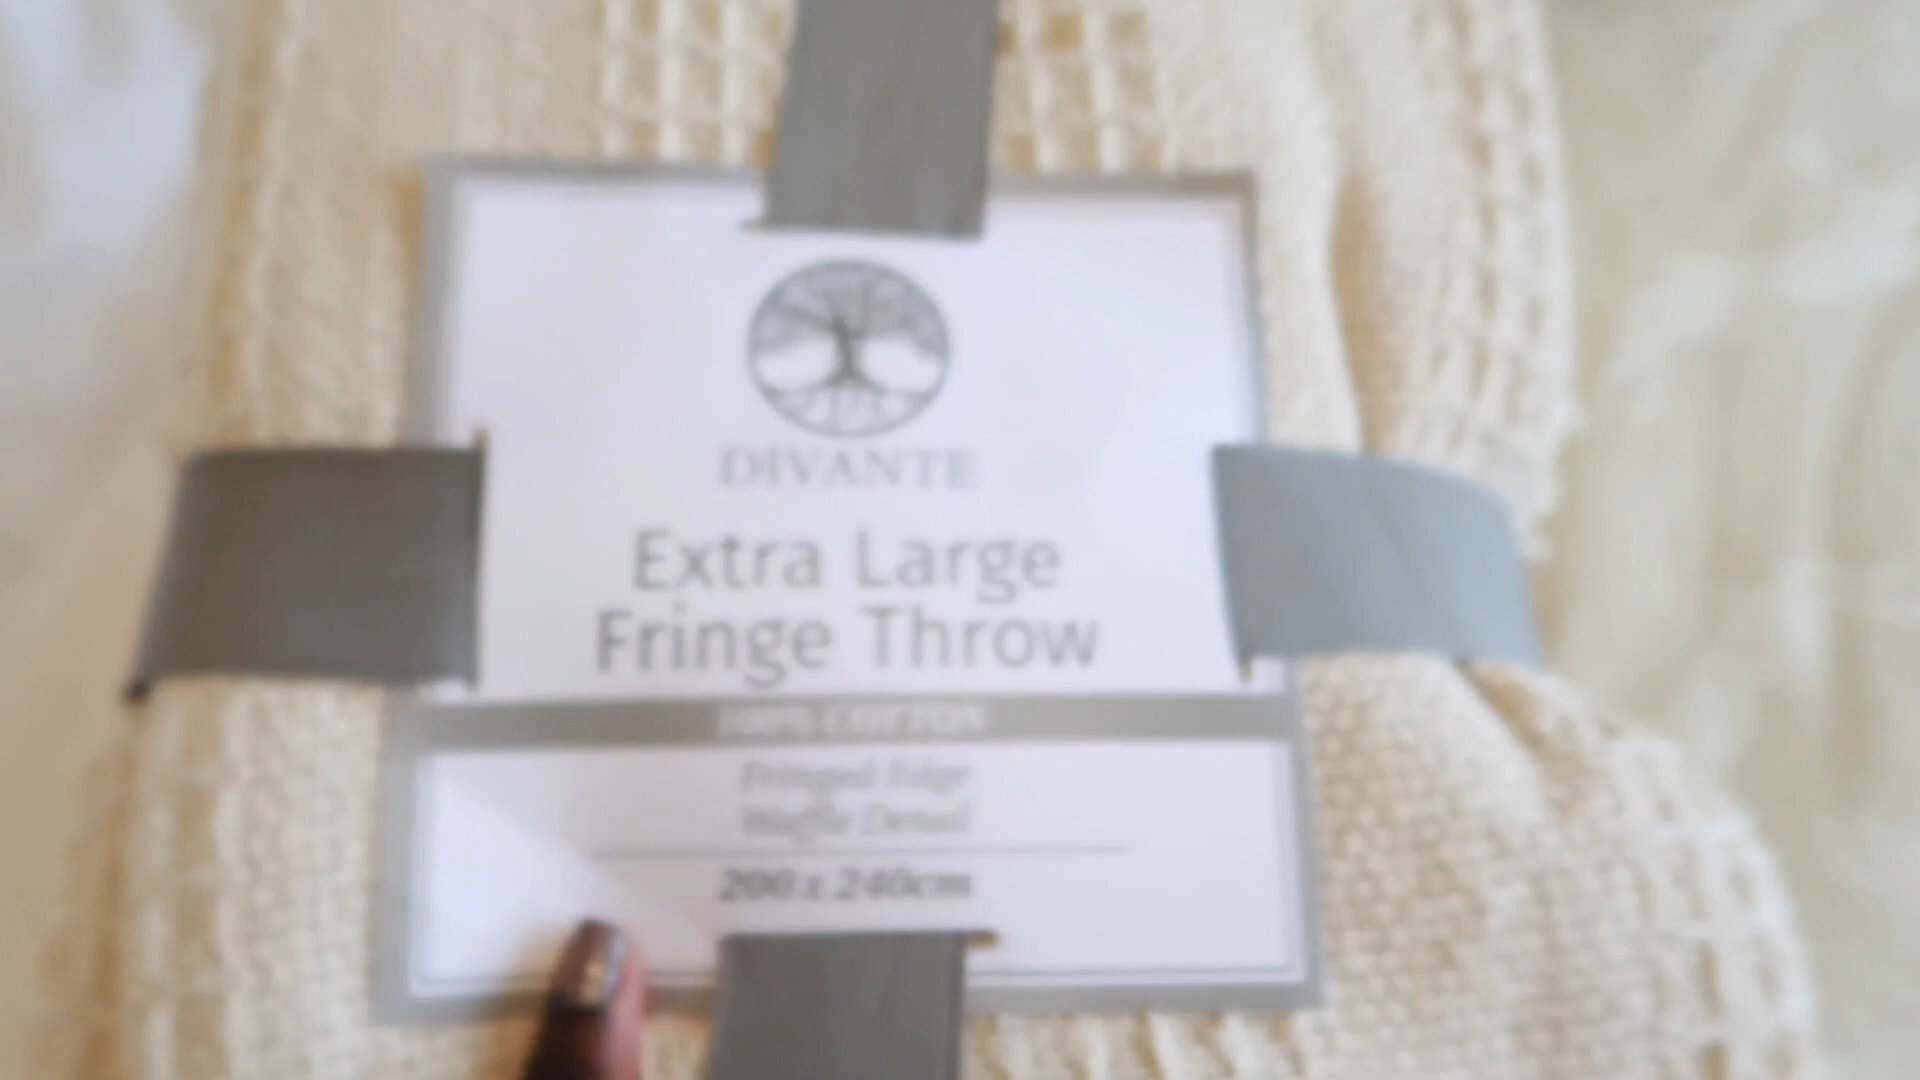 DIVANTE
Extra Large
Fringe Throw
100% COTTON
Fringed Edge
Waffle Detail
200 x 240cm